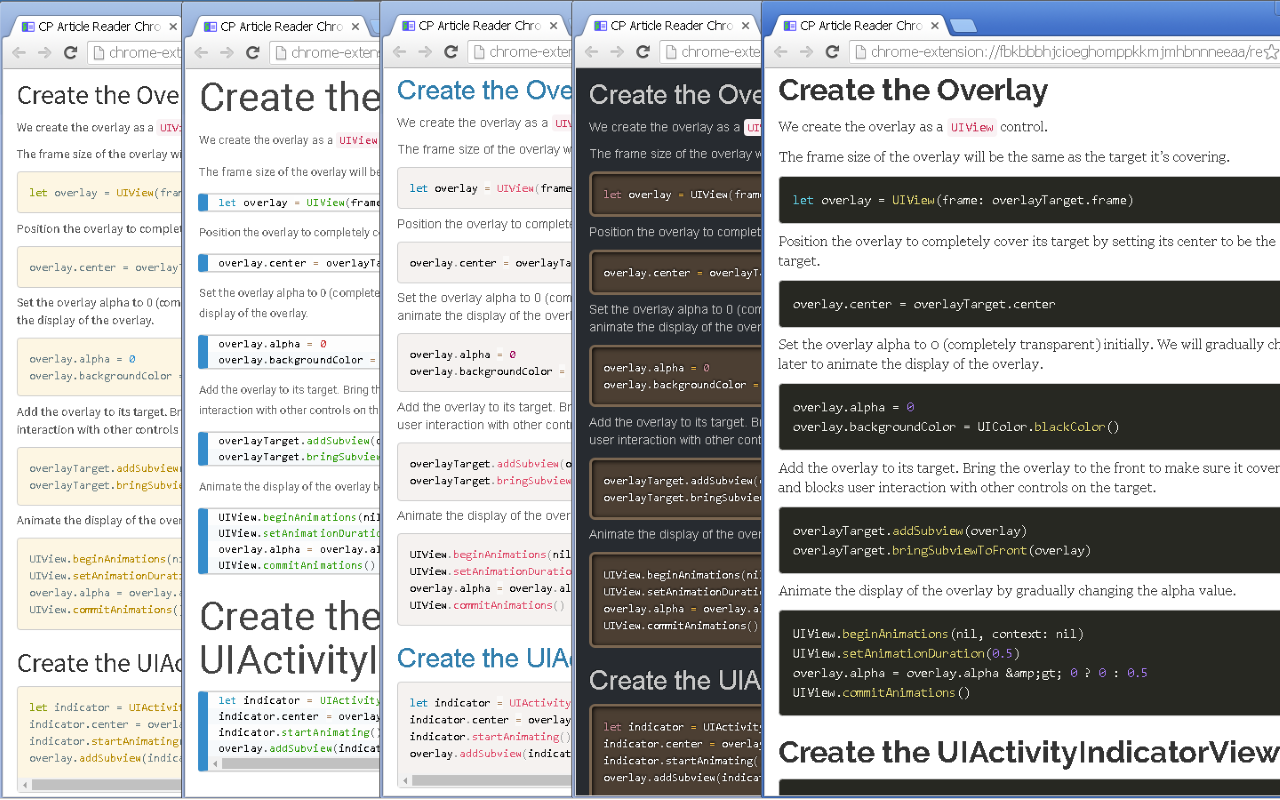 CP Article Reader Chro
chrome-ext
Create the Ove
We create the overlay as a UIVi
The frame size of the overlay wi
let overlay = UIView(fram
Position the overlay to complet
overlay.center = overlayT
Set the overlay alpha to 0 (com
the display of the overlay.
overlay.alpha = 0
overlay.backgroundColor =
Add the overlay to its target. Br
interaction with other controls
overlayTarget.addSubview
overlayTarget.bringSubvie
Animate the display of the over
UIView.beginAnimations(ni
UIView.setAnimationDurati
overlay.alpha = overlay.a
UIView.commitAnimations()
Create the UIAc
let indicator = UIActivit
indicator.center = overla
indicator.startAnimating(
overlay.addSubview(indica
CP Article Reader Chro
chrome-exten
Create the
We create the overlay as a UIView
The frame size of the overlay will be
let overlay = UIView(frame
Position the overlay to completely co
overlay.center = overlayTa
Set the overlay alpha to 0 (complete
display of the overlay.
overlay.alpha = 0
overlay.backgroundColor =
Add the overlay to its target. Bring th
interaction with other controls on the
overlayTarget.addSubview(o
overlayTarget.bringSubview
Animate the display of the overlay b
UIView.beginAnimations(nil
UIView.setAnimationDuratio
overlay.alpha = overlay.al
UIView.commitAnimations()
Create the
UIActivityI
let indicator = UIActivity
indicator.center = overlay
indicator.startAnimating()
overlay.addSubview(indicat
CP Article Reader Chro
chrome-exte
Create the Ove
We create the overlay as a UIV
The frame size of the overlay w
let overlay = UIView(frame
Position the overlay to complet
overlay.center = overlayTa
Set the overlay alpha to 0 (com
animate the display of the overl
overlay.alpha = 0
overlay.backgroundColor =
Add the overlay to its target. Br
user interaction with other conti
overlayTarget.addSubview(o
overlayTarget.bringSubview
Animate the display of the over
UIView.beginAnimations(nil
UIView.setAnimationDuratio
overlay.alpha = overlay.al
UIView.commitAnimations()
Create the UIA
let indicator = UIActivity
indicator.center = overlay
indicator.startAnimating()
overlay.addSubview(indicat
CP Article Reader Chro
chrome-exte
Create the Ove
We create the overlay as a UI
The frame size of the overlay w
let overlay = UIView(fram
Position the overlay to complet
overlay.center = overlayT
Set the overlay alpha to 0 (com
animate the display of the over
overlay.alpha = 0
overlay.backgroundColor =
Add the overlay to its target. Br
user interaction with other cont
overlayTarget.addSubview(
overlayTarget.bringSubvie
Animate the display of the over
UIView.beginAnimations(ni
UIView.setAnimationDurati
overlay.alpha = overlay.a
UIView.commitAnimations()
Create the UIA
let indicator = UIActivit
indicator.center = overla
indicator.startAnimating(
overlay.addSubview(indica
CP Article Reader Chro
chrome-extension://fbkbbbhjcioeghomppkkmjmhbnnneeaa/re
Create the Overlay
We create the overlay as a UIView control.
The frame size of the overlay will be the same as the target it's covering.
let overlay = UIView(frame: overlayTarget.frame)
Position the overlay to completely cover its target by setting its center to be the
target.
overlay.center = overlayTarget.center
Set the overlay alpha to 0 (completely transparent) initially. We will gradually ch
later to animate the display of the overlay.
overlay.alpha = 0
overlay.backgroundColor = UIColor.blackColor()
Add the overlay to its target. Bring the overlay to the front to make sure it cover
and blocks user interaction with other controls on the target.
overlayTarget.addSubview(overlay)
overlayTarget.bringSubviewToFront(overlay)
Animate the display of the overlay by gradually changing the alpha value.
UIView.beginAnimations(nil, context: nil)
UIView.setAnimationDuration(0.5)
overlay.alpha = overlay.alpha &amp;gt; 0 ? 0 : 0.5
UIView.commitAnimations()
Create the UIActivityIndicatorView